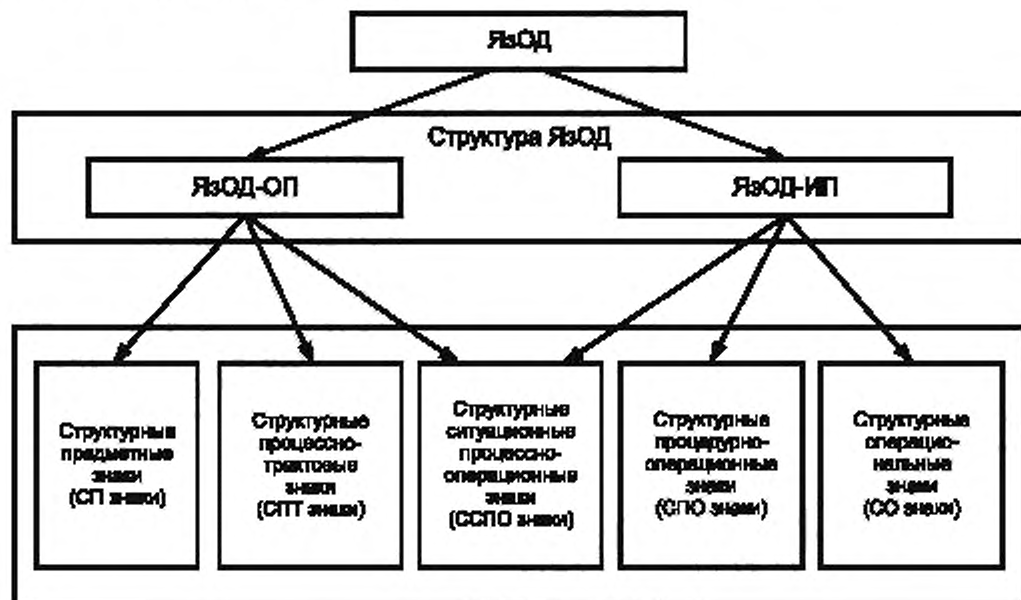 ЯзОД
Структура ЯзОД
ЯзОД-ОП
ЯзОД-ИП
Структурные
предметные
знаки
(СП знаки)
Структурные
процессно-
трактовые
знаки
(СПТ знаки)
Структурные
ситуационные
процессно-
операционные
знаки
(ССПО знаки)
Структурные
процедурно-
операционные
знаки
(СПО знаки)
Структурные
операцио-
нальные
знаки
(СО знаки)